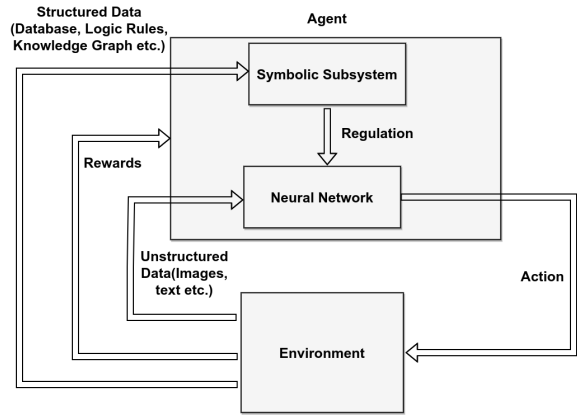 Structured Data
(Database, Logic Rules,
Knowledge Graph etc.)
Agent
Symbolic Subsystem
Regulation
Rewards
Neural Network
Unstructured
Data(Images,
text etc.)
Action
Environment